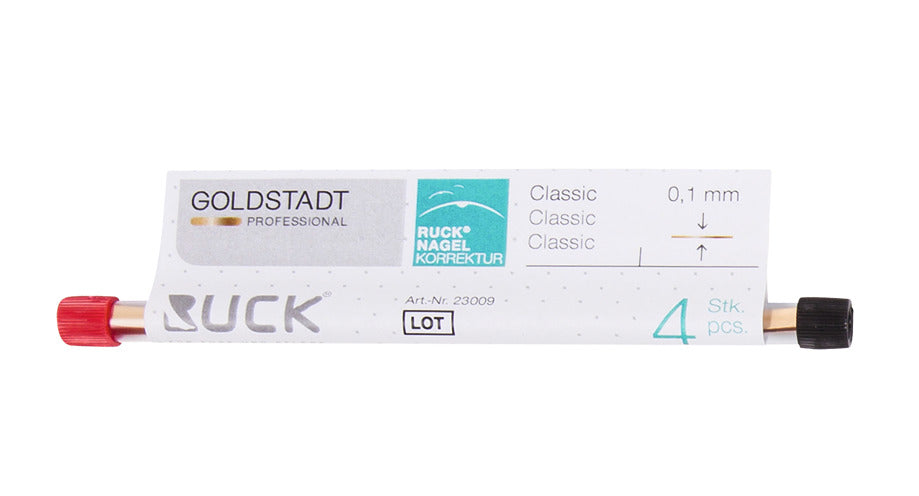 GOLDSTADT
PROFESSIONAL
RUCK®
NAGEL
KORREKTUR
Classic 0,1 mm
Classic
Classic
RUCK®
Art.-Nr. 23009
LOT
4 Stk.
pcs.